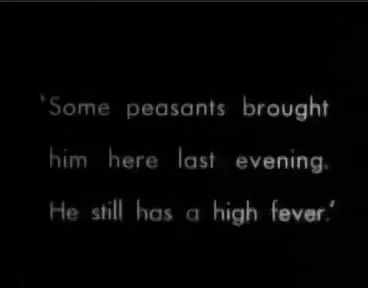 'Some peasants brought
him here last evening.
He still has a high fever.'